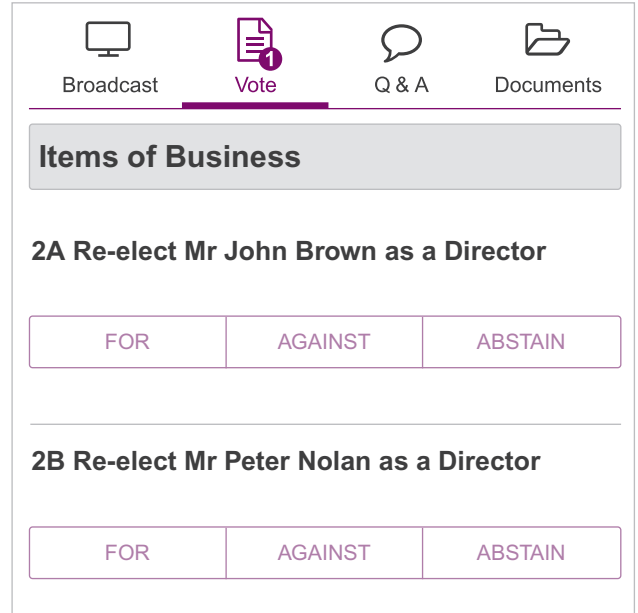 1
Broadcast Vote Q & A Documents
Items of Business
2A Re-elect Mr John Brown as a Director
FOR AGAINST ABSTAIN
2B Re-elect Mr Peter Nolan as a Director
FOR AGAINST ABSTAIN